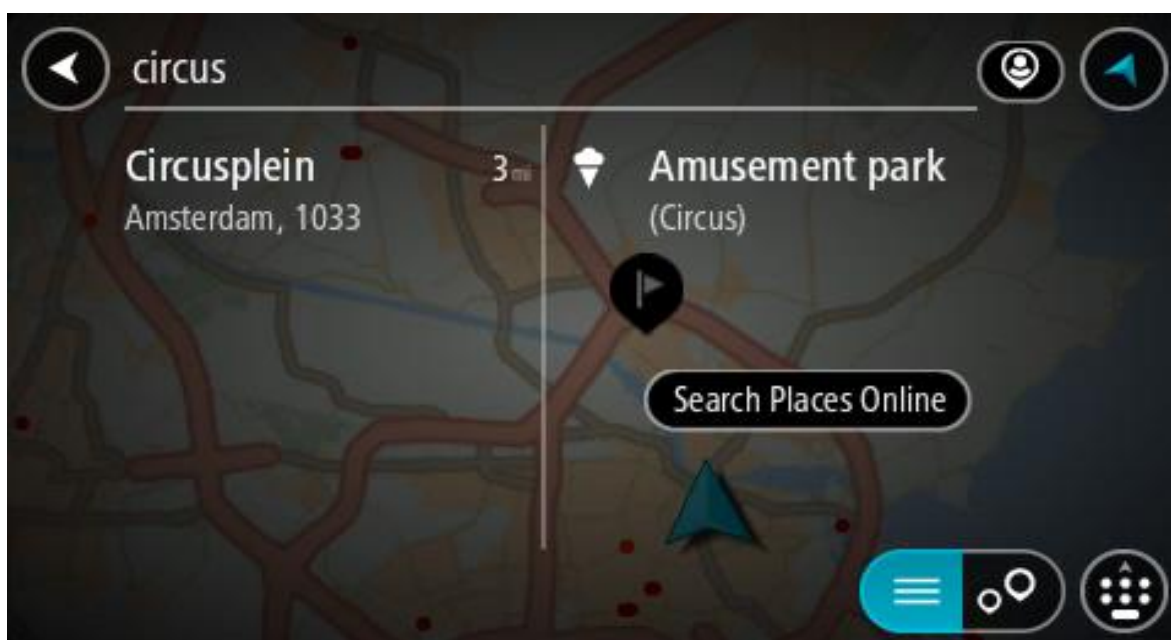 circus
Circusplein 3 mi
Amsterdam, 1033
Amusement park
(Circus)
Search Places Online